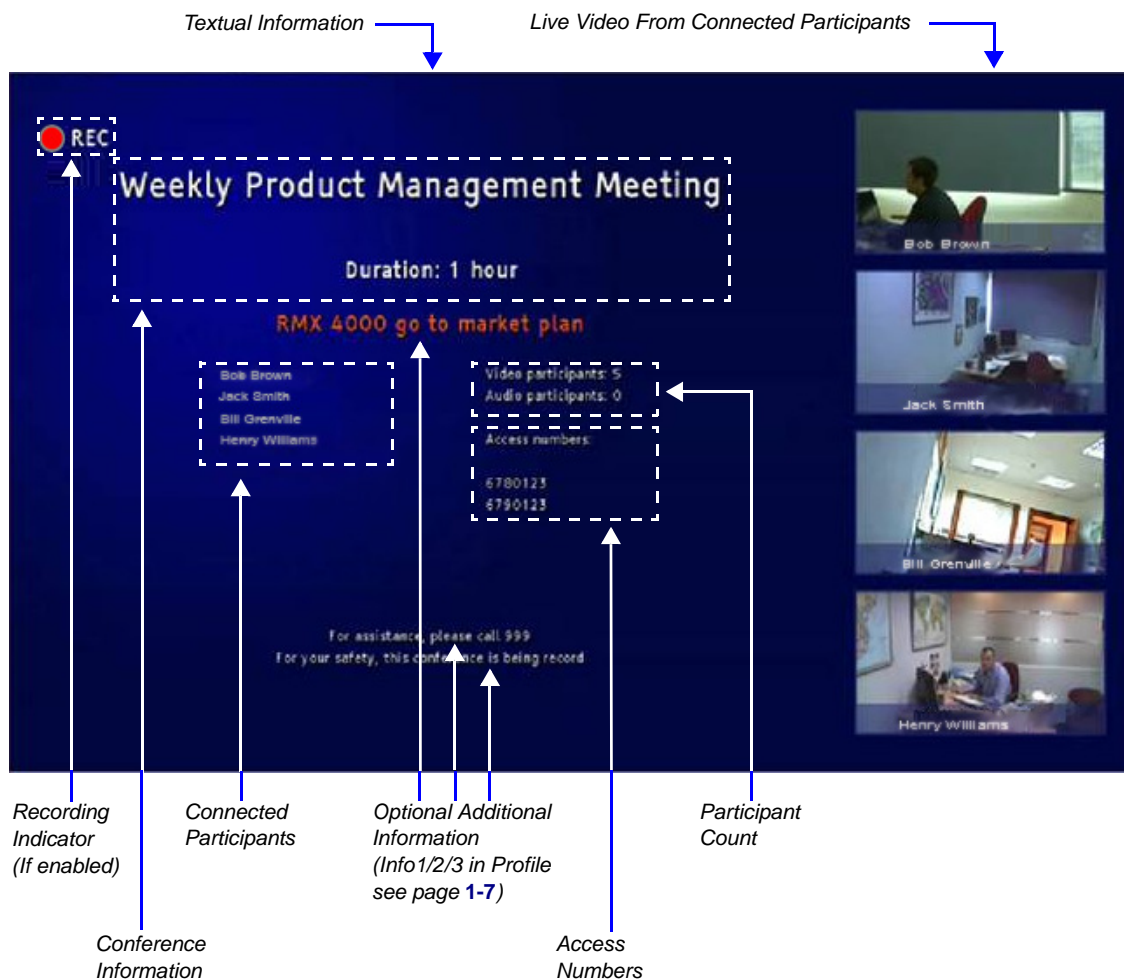 Textual Information
Live Video From Connected Participants
REC
Weekly Product Management Meeting
Duration: 1 hour
RMX 4000 go to market plan
Bob Brown
Jack Smith
Bill Grenville
Henry Williams
Video participants: 5
Audio participants: 0
Access numbers:
6780123
6790123
For assistance, please call 999
For your safety, this conference is being record
Bob Brown
Jack Smith
Bill Grenville
Henry Williams
Recording
Indicator
(If enabled)
Connected
Participants
Optional Additional
Information
(Info1/2/3 in Profile
see page 1-7)
Participant
Count
Conference
Information
Access
Numbers